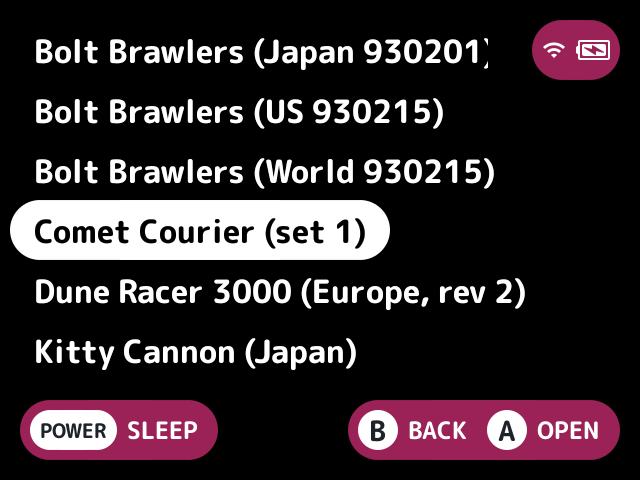 Bolt Brawlers (Japan 930201)
Bolt Brawlers (US 930215)
Bolt Brawlers (World 930215)
Comet Courier (set 1)
Dune Racer 3000 (Europe, rev 2)
Kitty Cannon (Japan)
POWER SLEEP B BACK A OPEN